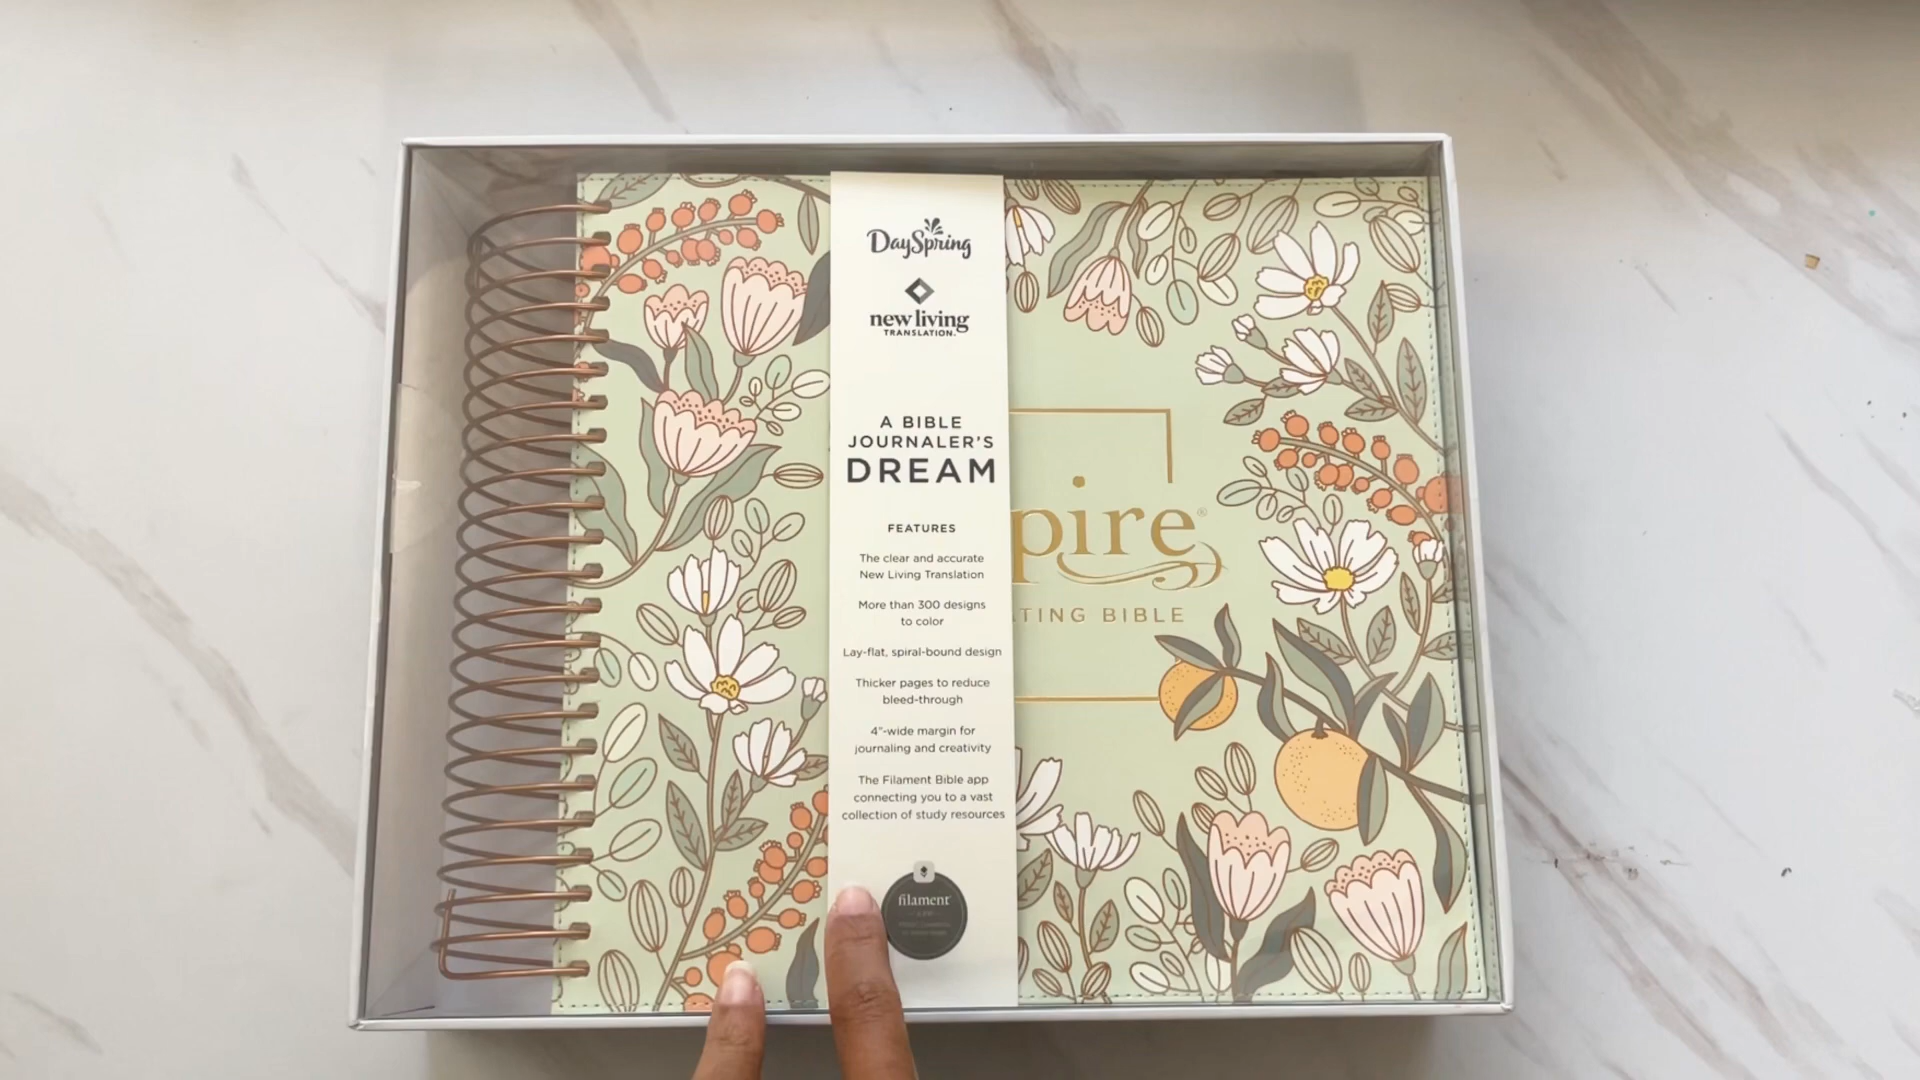 DaySpring
new living
TRANSLATION.
A BIBLE
JOURNALER'S
DREAM
FEATURES
The clear and accurate
New Living Translation
More than 300 designs
to color
Lay-flat, spiral-bound design
Thicker pages to reduce
bleed-through
4"-wide margin for
journaling and creativity
The Filament Bible app
connecting you to a vast
collection of study resources
filament
pire®
TING BIBLE